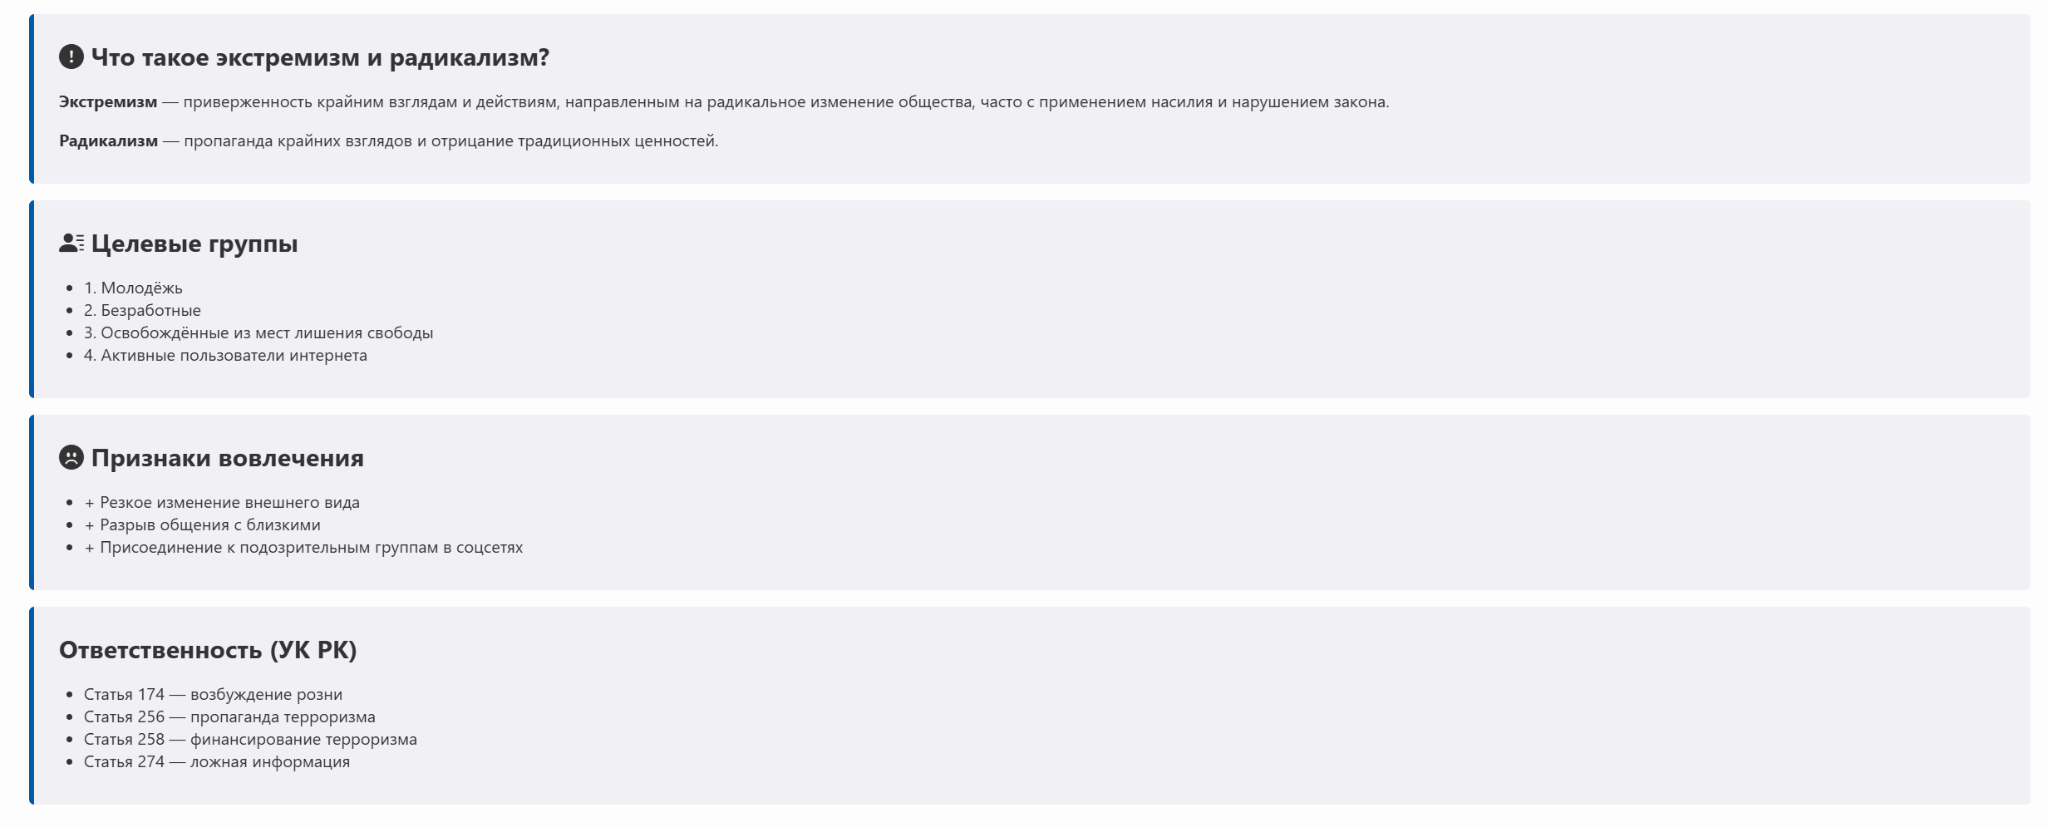 Что такое экстремизм и радикализм?
Экстремизм — приверженность крайним взглядам и действиям, направленным на радикальное изменение общества, часто с применением насилия и нарушением закона.
Радикализм — пропаганда крайних взглядов и отрицание традиционных ценностей.
Целевые группы
• 1. Молодёжь
• 2. Безработные
• 3. Освобождённые из мест лишения свободы
• 4. Активные пользователи интернета
Признаки вовлечения
• + Резкое изменение внешнего вида
• + Разрыв общения с близкими
• + Присоединение к подозрительным группам в соцсетях
Ответственность (УК РК)
• Статья 174 — возбуждение розни
• Статья 256 — пропаганда терроризма
• Статья 258 — финансирование терроризма
• Статья 274 — ложная информация